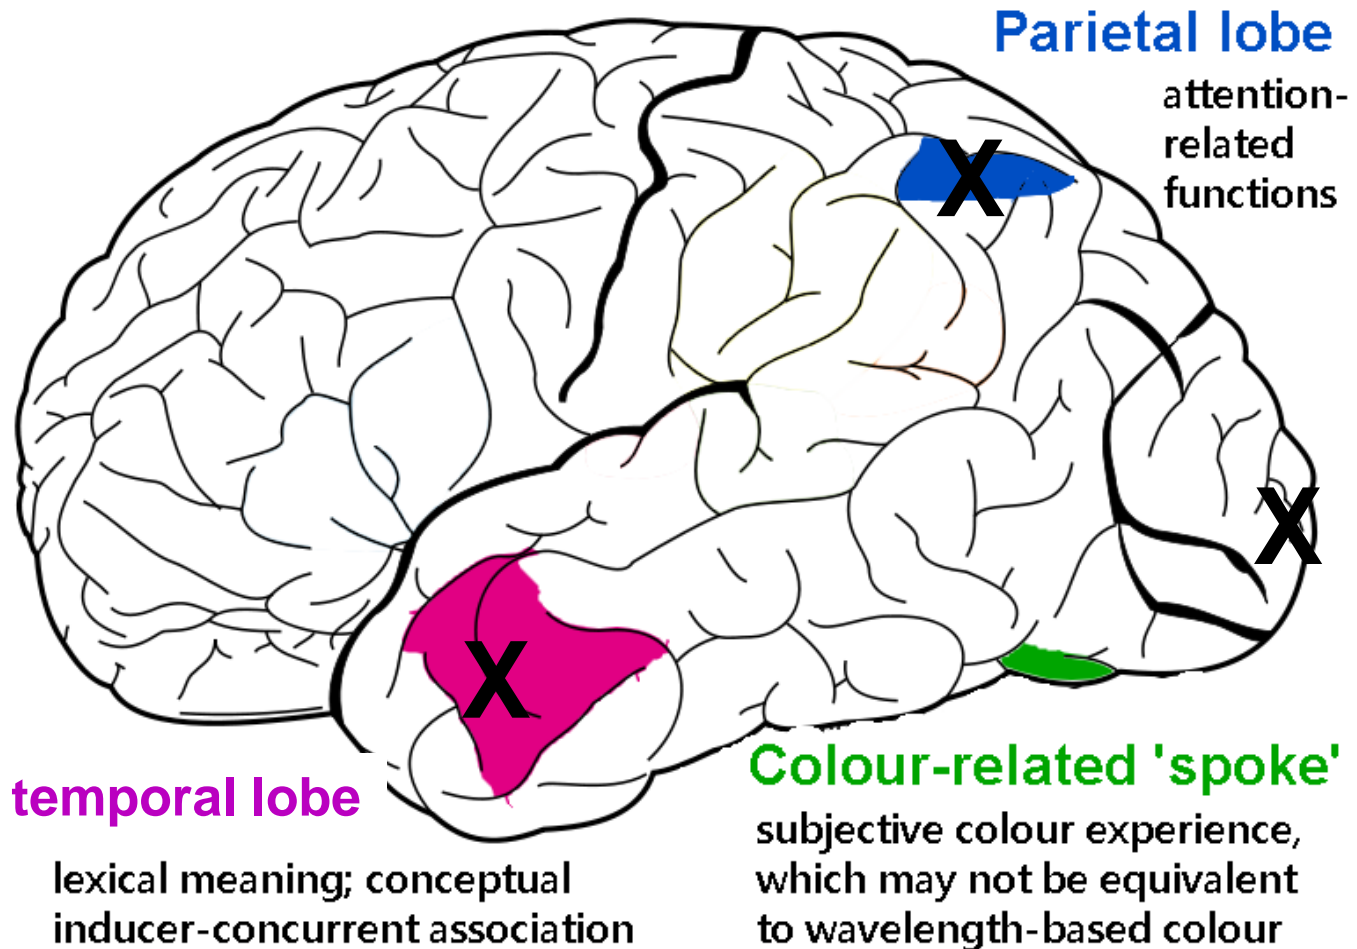 Parietal lobe
attention-
related
functions
X
X
X
temporal lobe
lexical meaning; conceptual
inducer-concurrent association
Colour-related 'spoke'
subjective colour experience,
which may not be equivalent
to wavelength-based colour